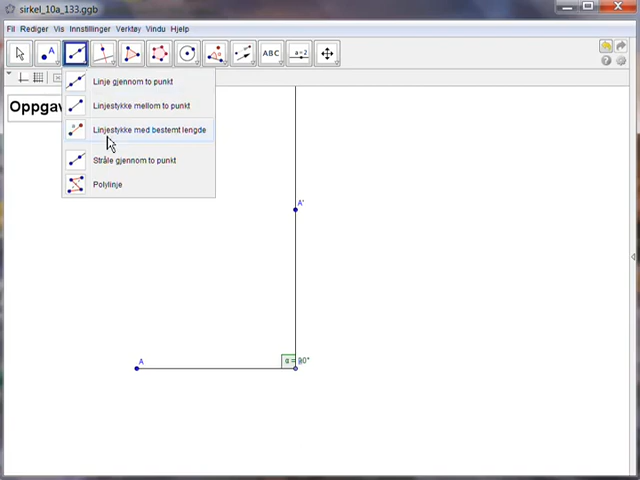 sirkel_10a_133.ggb
Fil Rediger Vis Innstillinger Verktøy Vindu Hjelp
A
ABC
a=2
Oppgav
Linje gjennom to punkt
Linjestykke mellom to punkt
Linjestykke med bestemt lengde
Stråle gjennom to punkt
Polylinje
A'
A
α = 90°